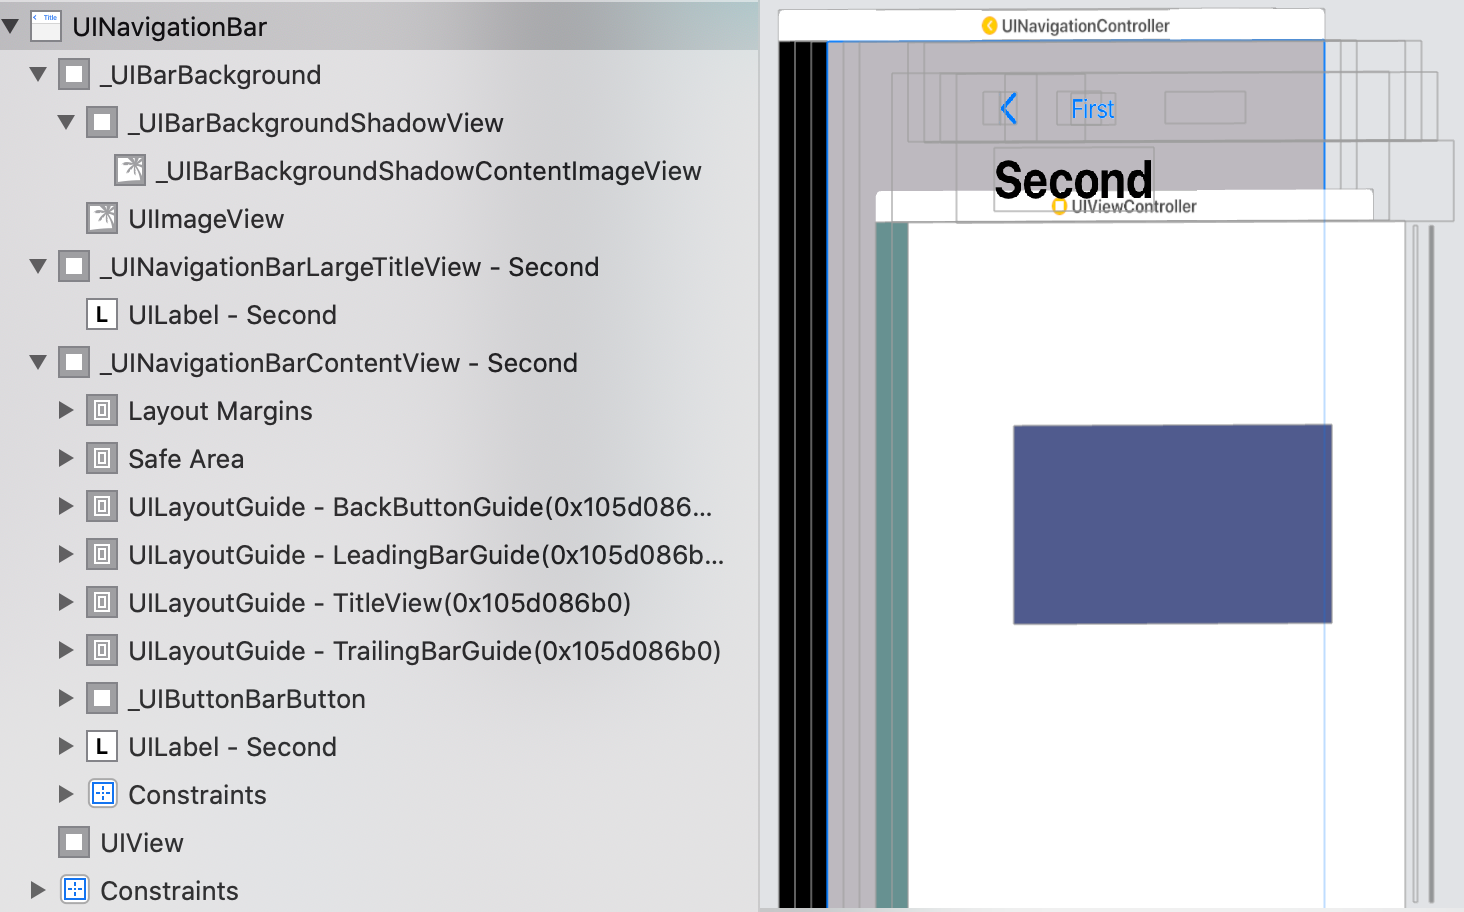 Title
UINavigationBar
_UIBarBackground
_UIBarBackgroundShadowView
_UIBarBackgroundShadowContentImageView
UIImageView
_UINavigationBarLargeTitleView - Second
L UILabel - Second
_UINavigationBarContentView - Second
Layout Margins
Safe Area
UILayoutGuide - BackButtonGuide(0x105d086...
UILayoutGuide - LeadingBarGuide(0x105d086b...
UILayoutGuide - TitleView(0x105d086b0)
UILayoutGuide - TrailingBarGuide(0x105d086b0)
_UIButtonBarButton
L UILabel - Second
Constraints
UIView
Constraints
UINavigationController
First
Second
UIViewController